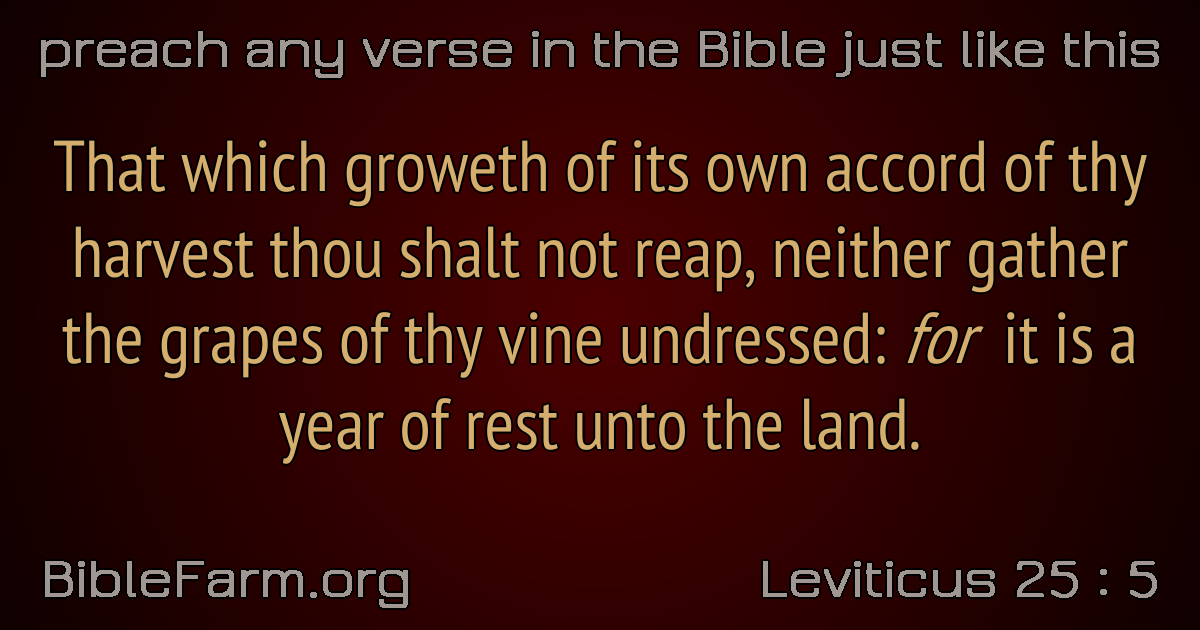 preach any verse in the Bible just like this
That which groweth of its own accord of thy
harvest thou shalt not reap, neither gather
the grapes of thy vine undressed: for it is a
year of rest unto the land.
BibleFarm.org
Leviticus 25 : 5